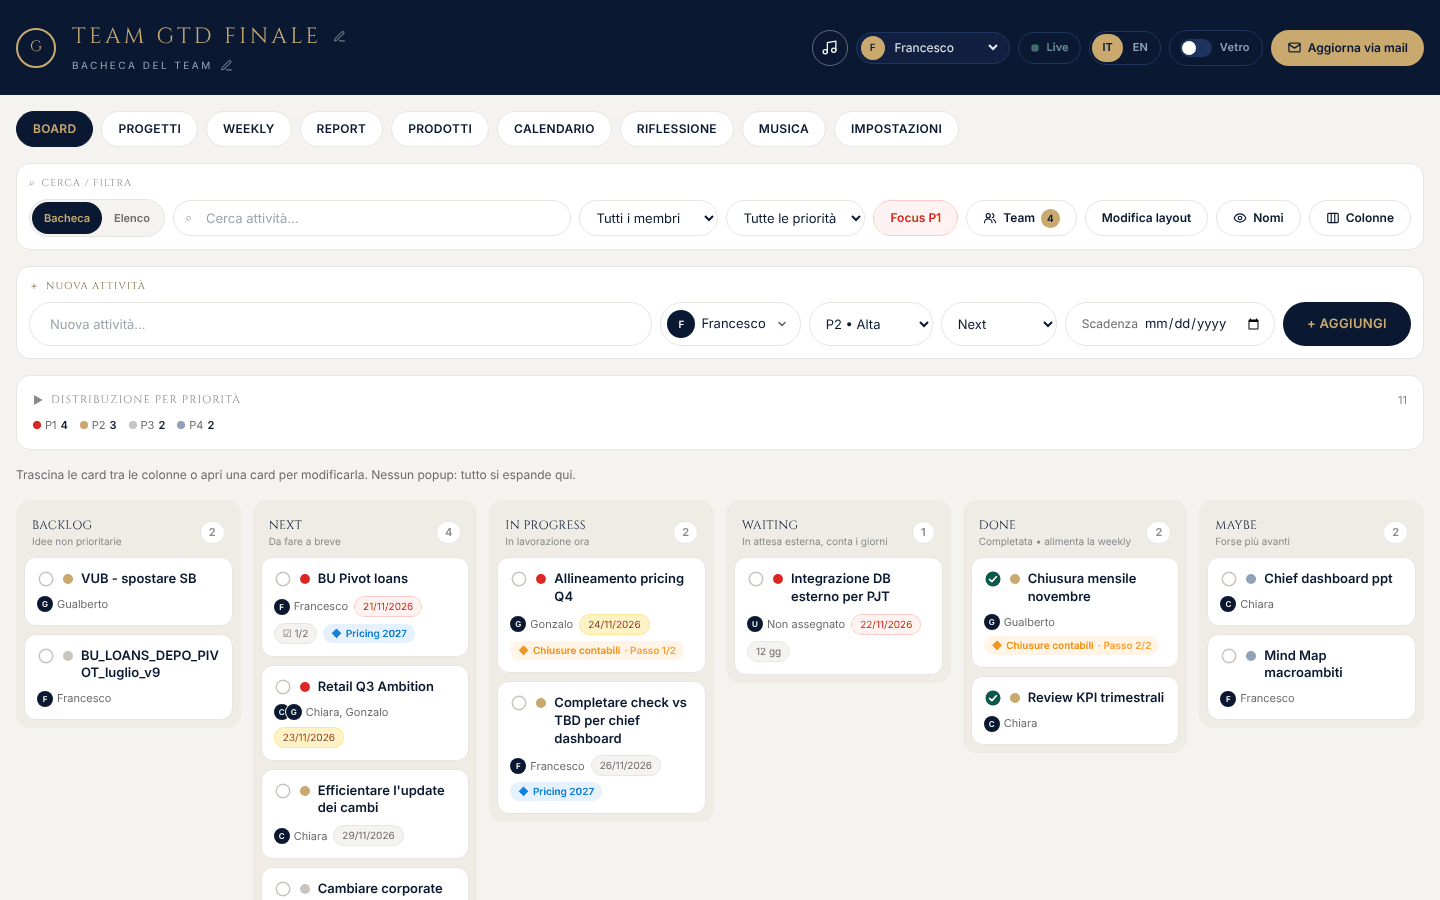 G
TEAM GTD FINALE
BACHECA DEL TEAM
F Francesco
Live
IT EN
Vetro
Aggiorna via mail
BOARD
PROGETTI
WEEKLY
REPORT
PRODOTTI
CALENDARIO
RIFLESSIONE
MUSICA
IMPOSTAZIONI
CERCA / FILTRA
Bacheca
Elenco
Cerca attività...
Tutti i membri
Tutte le priorità
Focus P1
Team 4
Modifica layout
Nomi
Colonne
+ NUOVA ATTIVITÀ
Nuova attività...
F Francesco
P2 • Alta
Next
Scadenza mm/dd/yyyy
+ AGGIUNGI
▶ DISTRIBUZIONE PER PRIORITÀ
11
P1 4
P2 3
P3 2
P4 2
Trascina le card tra le colonne o apri una card per modificarla. Nessun popup: tutto si espande qui.
BACKLOG
Idee non prioritarie
2
VUB - spostare SB
G Gualberto
BU_LOANS_DEPO_PIV
OT_luglio_v9
F Francesco
NEXT
Da fare a breve
4
BU Pivot loans
F Francesco 21/11/2026
☑ 1/2 ◆ Pricing 2027
Retail Q3 Ambition
C G Chiara, Gonzalo
23/11/2026
Efficientare l'update
dei cambi
C Chiara 29/11/2026
Cambiare corporate
IN PROGRESS
In lavorazione ora
2
Allineamento pricing
Q4
G Gonzalo 24/11/2026
◆ Chiusure contabili · Passo 1/2
Completare check vs
TBD per chief
dashboard
F Francesco 26/11/2026
◆ Pricing 2027
WAITING
In attesa esterna, conta i giorni
1
Integrazione DB
esterno per PJT
U Non assegnato 22/11/2026
12 gg
DONE
Completata • alimenta la weekly
2
Chiusura mensile
novembre
G Gualberto
◆ Chiusure contabili · Passo 2/2
Review KPI trimestrali
C Chiara
MAYBE
Forse più avanti
2
Chief dashboard ppt
C Chiara
Mind Map
macroambiti
F Francesco